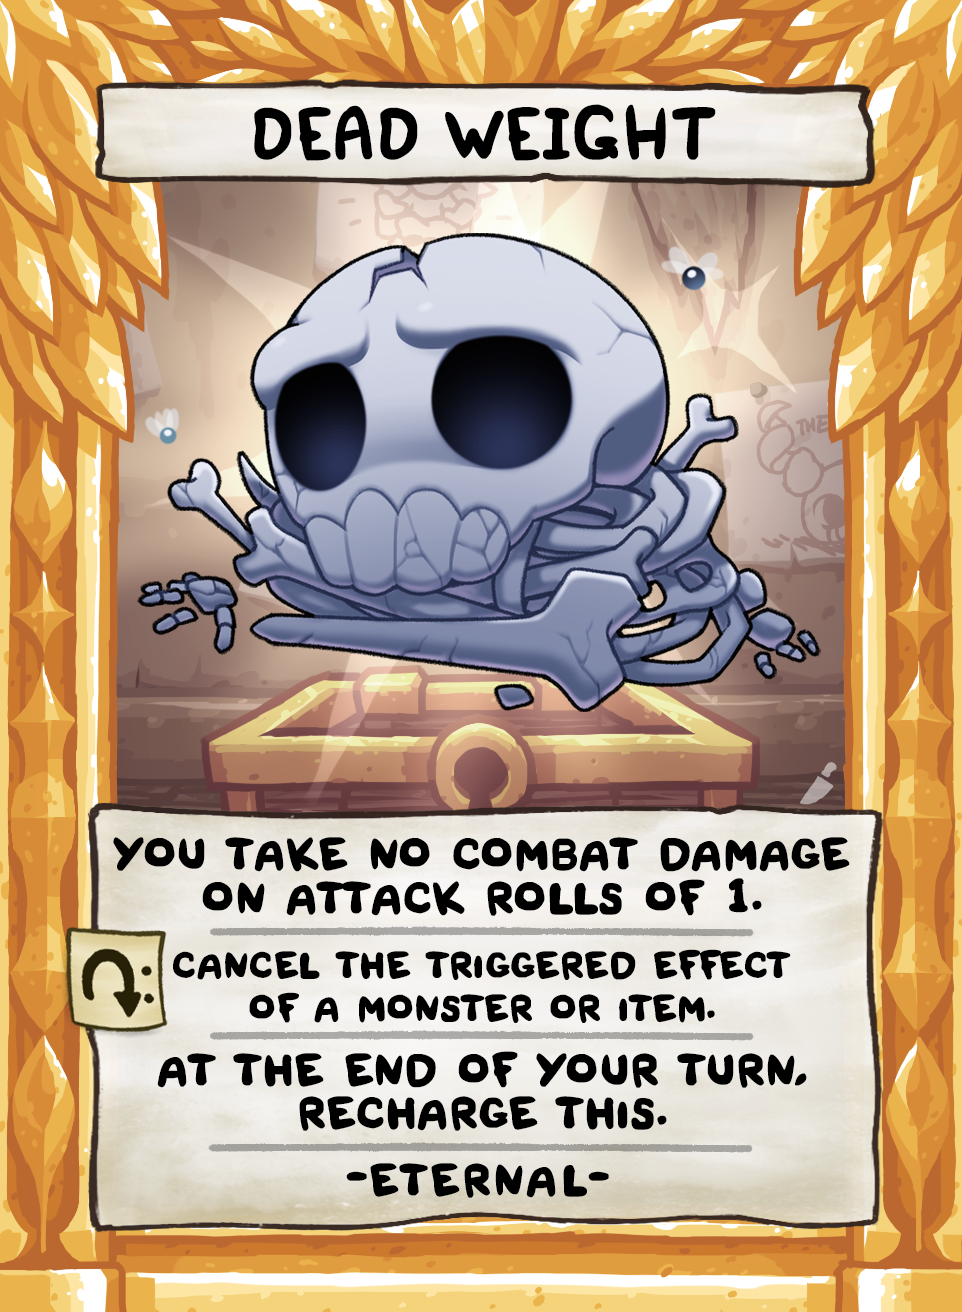 DEAD WEIGHT
THE
YOU TAKE NO COMBAT DAMAGE
ON ATTACK ROLLS OF 1.
CANCEL THE TRIGGERED EFFECT
OF A MONSTER OR ITEM.
AT THE END OF YOUR TURN,
RECHARGE THIS.
-ETERNAL-